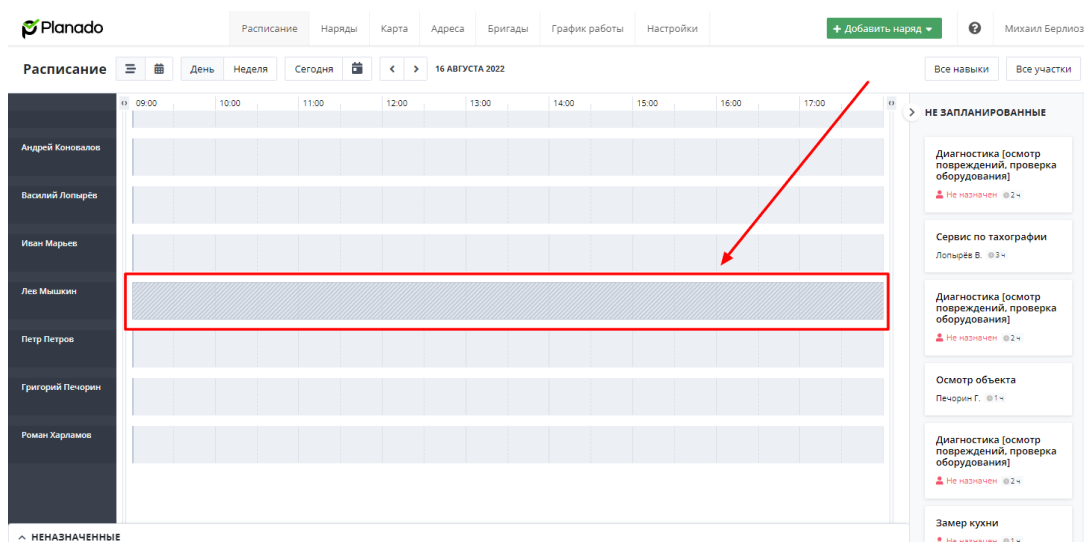 Planado
Расписание Наряды Карта Адреса Бригады График работы Настройки
+ Добавить наряд
Михаил Берлиоз
Расписание
День Неделя Сегодня
16 АВГУСТА 2022
Все навыки Все участки
09:00 10:00 11:00 12:00 13:00 14:00 15:00 16:00 17:00
Андрей Коновалов
Василий Лопырёв
Иван Марьев
Лев Мышкин
Петр Петров
Григорий Печорин
Роман Харламов
НЕНАЗНАЧЕННЫЕ
НЕ ЗАПЛАНИРОВАННЫЕ
Диагностика [осмотр
повреждений, проверка
оборудования]
Не назначен 2 ч
Сервис по тахографии
Лопырёв В. 3 ч
Диагностика [осмотр
повреждений, проверка
оборудования]
Не назначен 2 ч
Осмотр объекта
Печорин Г. 1 ч
Диагностика [осмотр
повреждений, проверка
оборудования]
Не назначен 2 ч
Замер кухни
Не назначен 1 ч